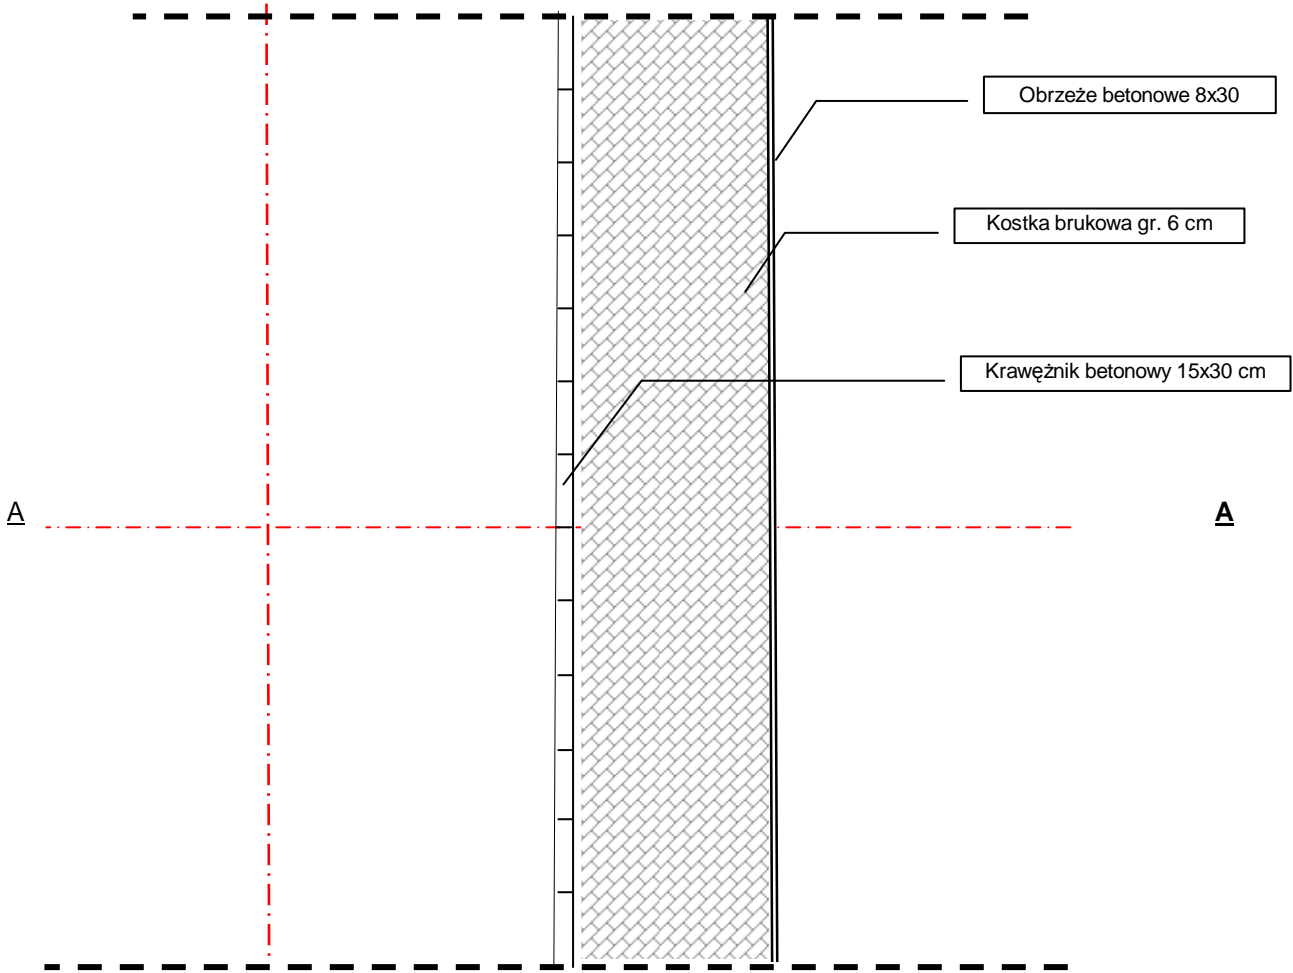 Obrzeże betonowe 8x30
Kostka brukowa gr. 6 cm
Krawężnik betonowy 15x30 cm
A
A